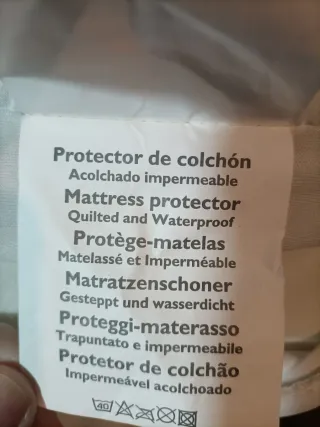 Protector de colchón
Acolchado impermeable
Mattress protector
Quilted and Waterproof
Protège-matelas
Matelassé et Imperméable
Matratzenschoner
Gesteppt und wasserdicht
Proteggi-materasso
Trapuntato e impermeabile
Protetor de colchão
Impermeável acolchoado
40